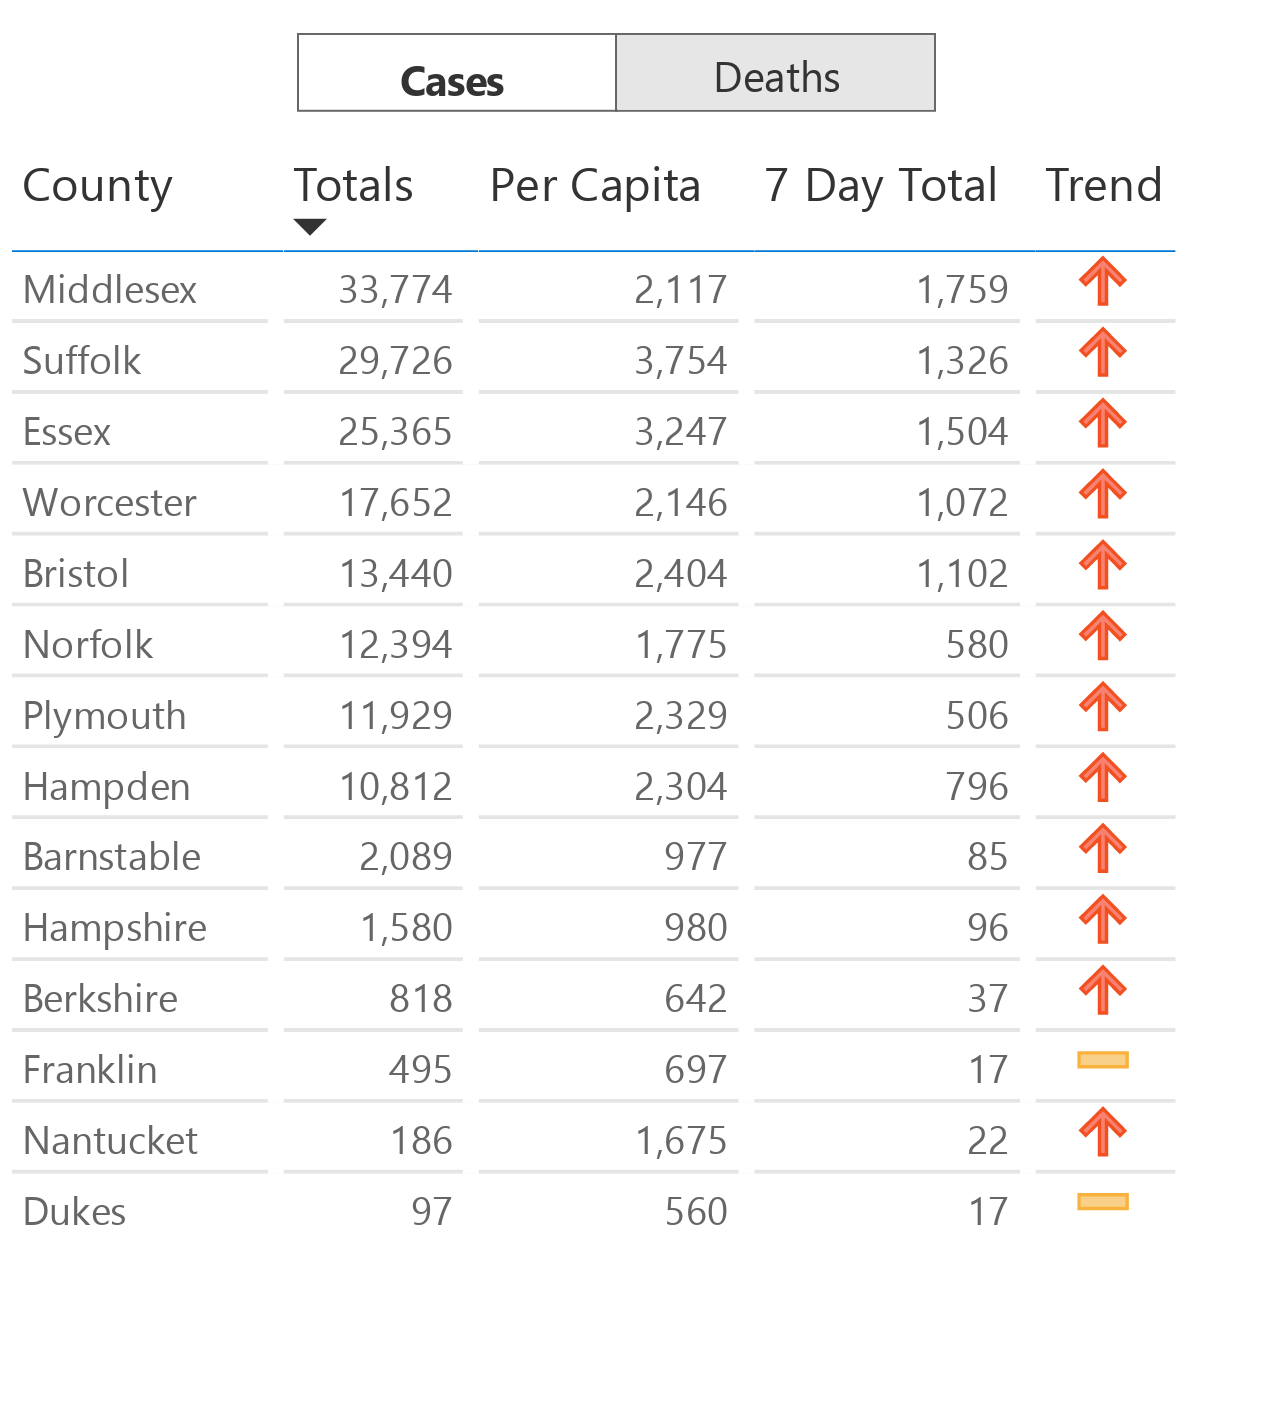 Cases Deaths
County Totals Per Capita 7 Day Total Trend
Middlesex 33,774 2,117 1,759
Suffolk 29,726 3,754 1,326
Essex 25,365 3,247 1,504
Worcester 17,652 2,146 1,072
Bristol 13,440 2,404 1,102
Norfolk 12,394 1,775 580
Plymouth 11,929 2,329 506
Hampden 10,812 2,304 796
Barnstable 2,089 977 85
Hampshire 1,580 980 96
Berkshire 818 642 37
Franklin 495 697 17
Nantucket 186 1,675 22
Dukes 97 560 17